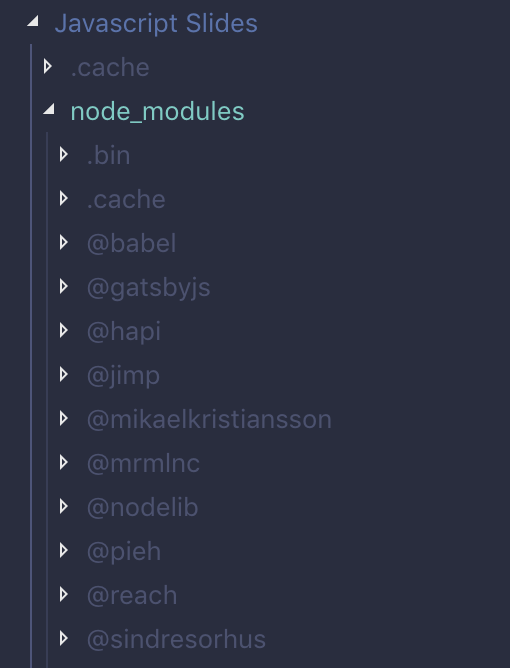 Javascript Slides
.cache
node_modules
.bin
.cache
@babel
@gatsbyjs
@hapi
@jimp
@mikaelkristiansson
@mrmlnc
@nodelib
@pieh
@reach
@sindresorhus